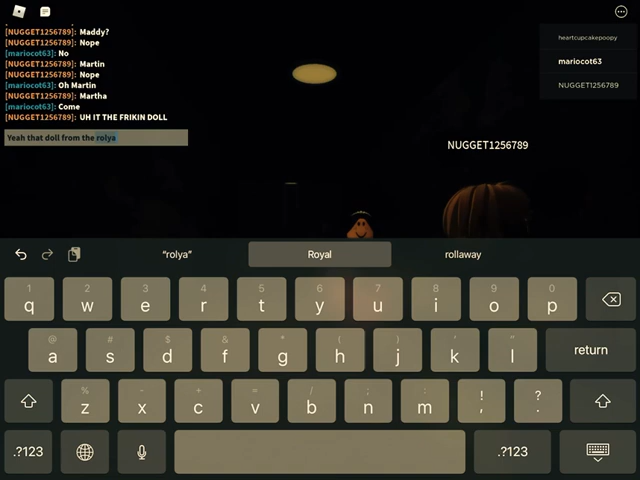 [NUGGET1256789]: Maddy?
[NUGGET1256789]: Nope
[mariocot63]: No
[NUGGET1256789]: Martin
[NUGGET1256789]: Nope
[mariocot63]: Oh Martin
[NUGGET1256789]: Martha
[mariocot63]: Come
[NUGGET1256789]: UH IT THE FRIKIN DOLL
Yeah that doll from the rolya
heartcupcakepoopy
mariocot63
NUGGET1256789
NUGGET1256789
“rolya” Royal rollaway
1 2 3 4 5 6 7 8 9 0
q w e r t y u i o p
@ # $ & * ( ) ' "
a s d f g h j k l return
% - + = / ; : ! ?
z x c v b n m , .
.?123 .?123